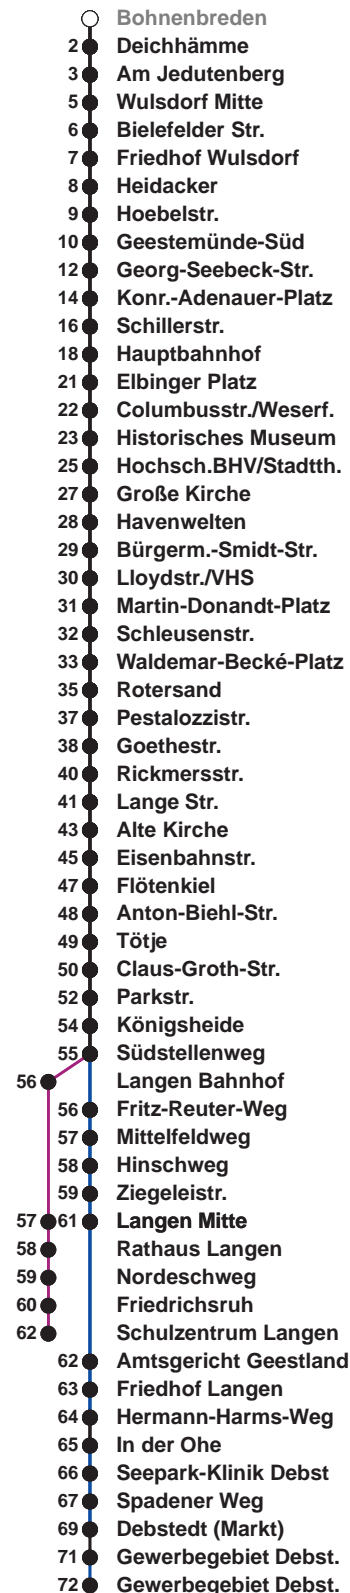 Bohnenbreden
2 Deichhämme
3 Am Jedutenberg
5 Wulsdorf Mitte
6 Bielefelder Str.
7 Friedhof Wulsdorf
8 Heidacker
9 Hoebelstr.
10 Geestemünde-Süd
12 Georg-Seebeck-Str.
14 Konr.-Adenauer-Platz
16 Schillerstr.
18 Hauptbahnhof
21 Elbinger Platz
22 Columbusstr./Weserf.
23 Historisches Museum
25 Hochsch.BHV/Stadtth.
27 Große Kirche
28 Havenwelten
29 Bürgerm.-Smidt-Str.
30 Lloydstr./VHS
31 Martin-Donandt-Platz
32 Schleusenstr.
33 Waldemar-Becké-Platz
35 Rotersand
37 Pestalozzistr.
38 Goethestr.
40 Rickmersstr.
41 Lange Str.
43 Alte Kirche
45 Eisenbahnstr.
47 Flötenkiel
48 Anton-Biehl-Str.
49 Tötje
50 Claus-Groth-Str.
52 Parkstr.
54 Königsheide
55 Südstellenweg
56 Langen Bahnhof
56 Fritz-Reuter-Weg
57 Mittelfeldweg
58 Hinschweg
59 Ziegeleistr.
57 61 Langen Mitte
58 Rathaus Langen
59 Nordeschweg
60 Friedrichsruh
62 Schulzentrum Langen
62 Amtsgericht Geestland
63 Friedhof Langen
64 Hermann-Harms-Weg
65 In der Ohe
66 Seepark-Klinik Debst
67 Spadener Weg
69 Debstedt (Markt)
71 Gewerbegebiet Debst.
72 Gewerbegebiet Debst.